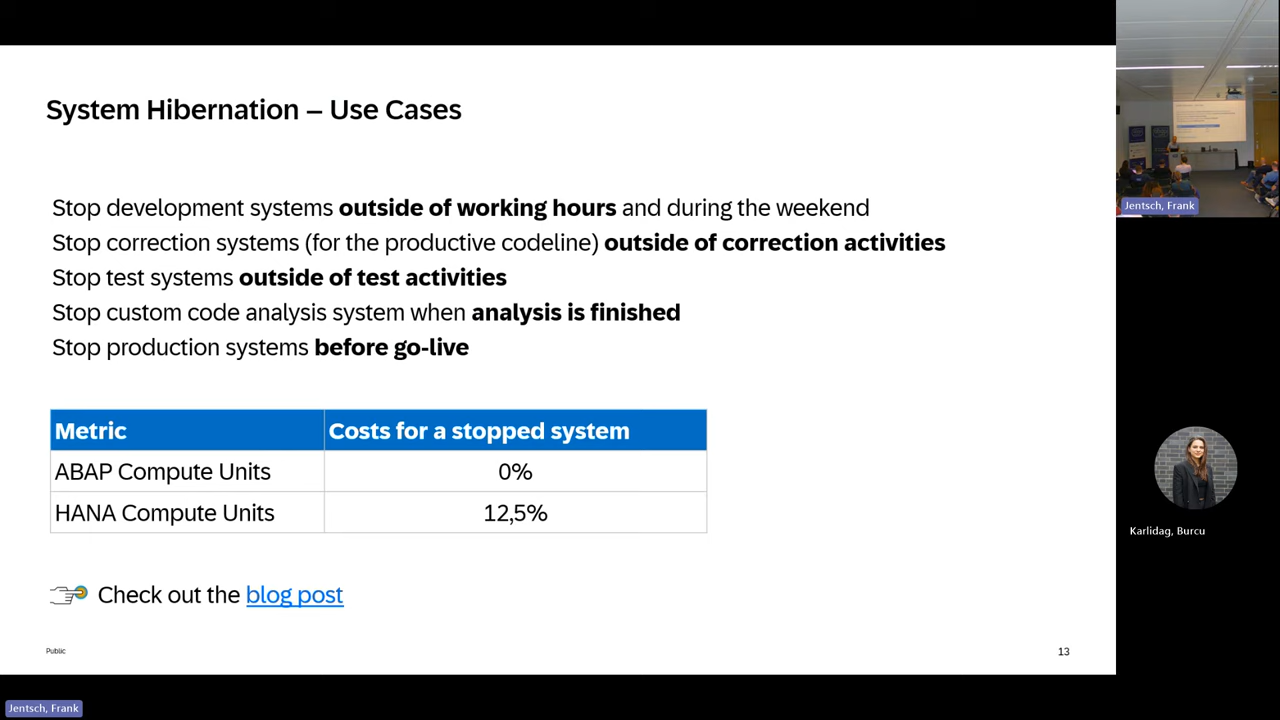 System Hibernation – Use Cases
Stop development systems outside of working hours and during the weekend
Stop correction systems (for the productive codeline) outside of correction activities
Stop test systems outside of test activities
Stop custom code analysis system when analysis is finished
Stop production systems before go-live
Metric Costs for a stopped system
ABAP Compute Units 0%
HANA Compute Units 12,5%
Check out the blog post
Public 13
Jentsch, Frank
Karlidag, Burcu
Jentsch, Frank